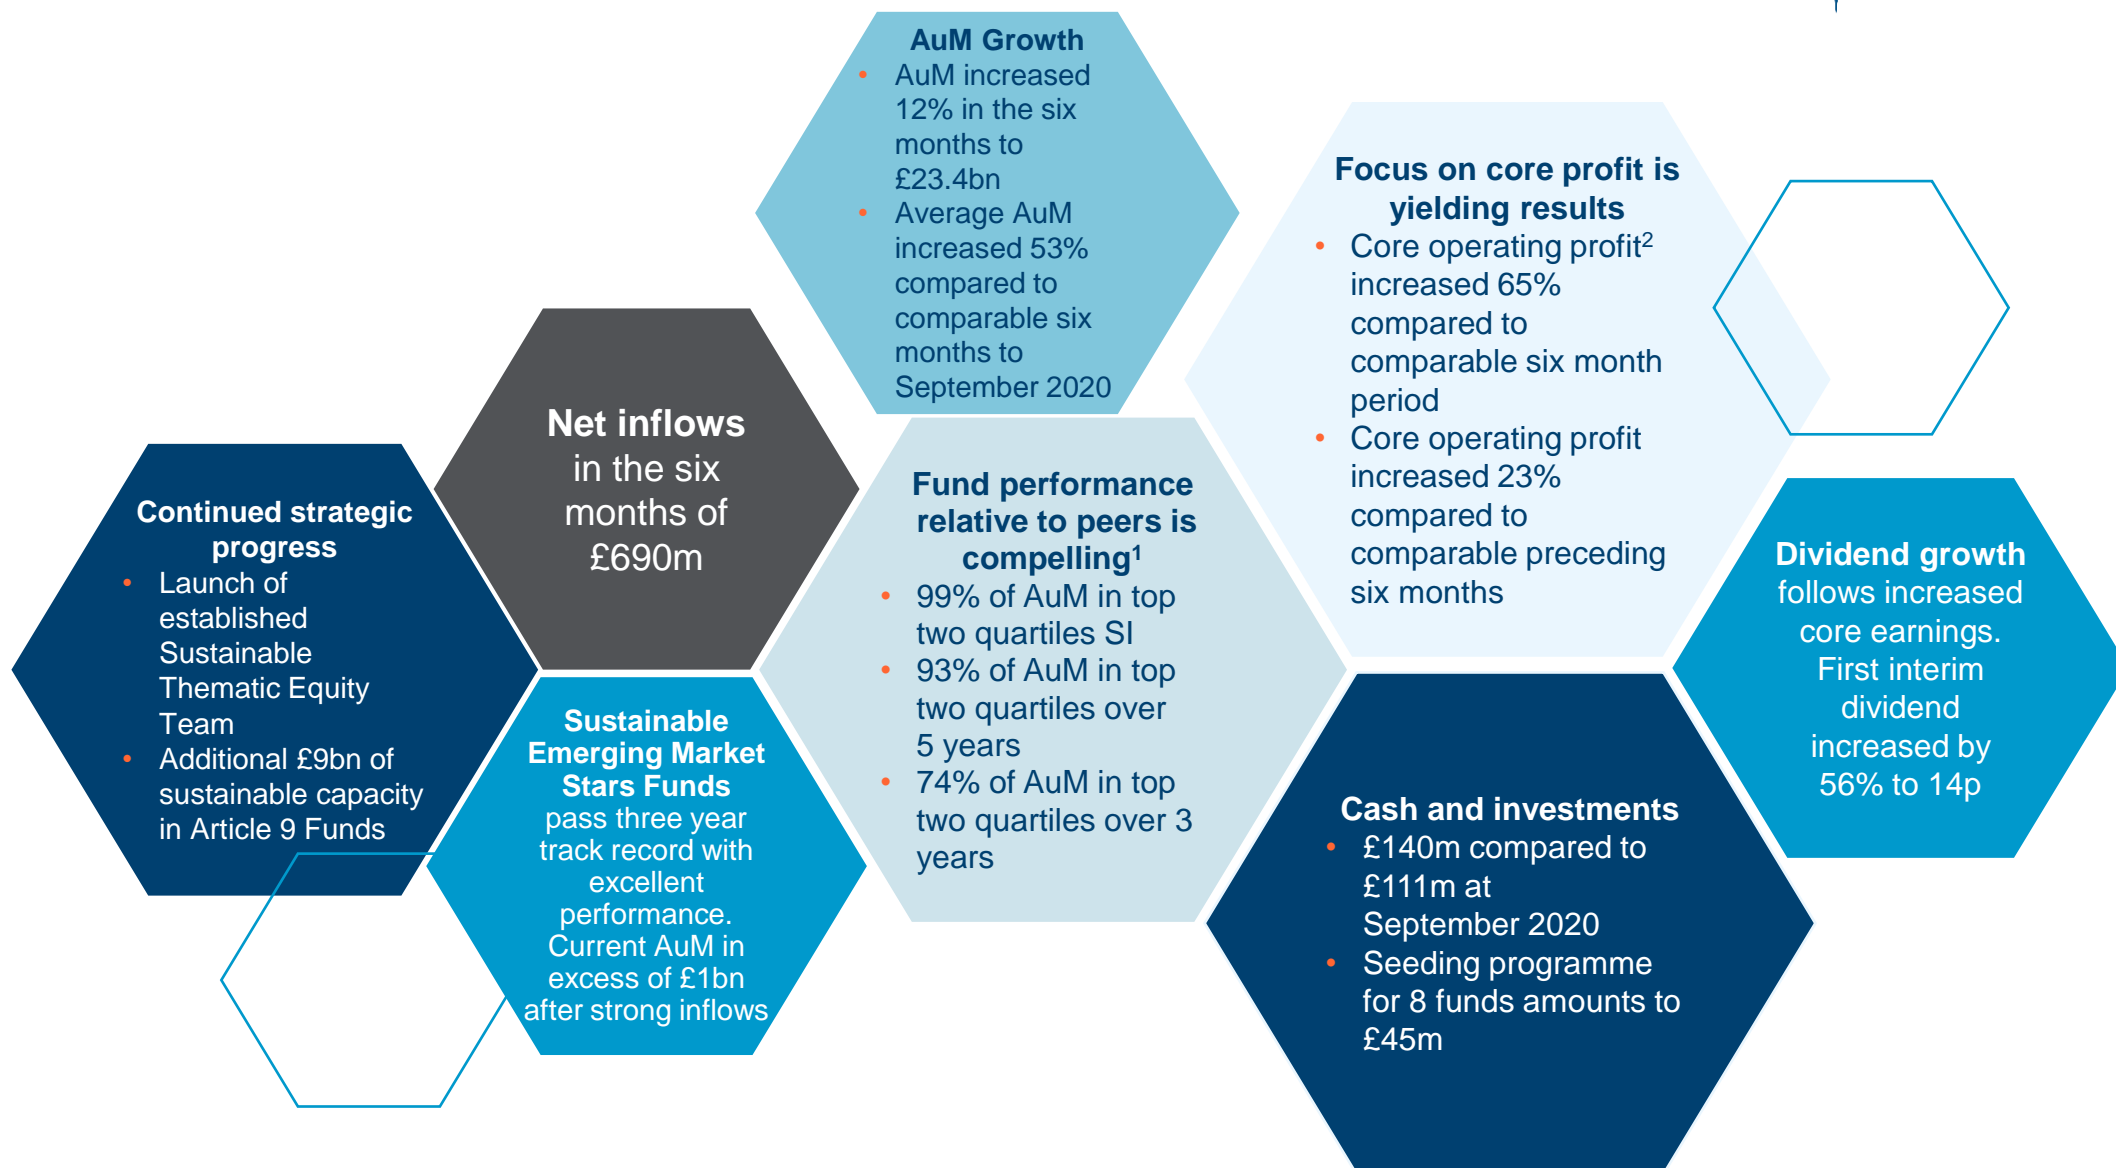 AuM Growth
• AuM increased
12% in the six
months to
£23.4bn
• Average AuM
increased 53%
compared to
comparable six
months to
September 2020
Focus on core profit is
yielding results
• Core operating profit²
increased 65%
compared to
comparable six month
period
• Core operating profit
increased 23%
compared to
comparable preceding
six months
Net inflows
in the six
months of
£690m
Continued strategic
progress
• Launch of
established
Sustainable
Thematic Equity
Team
• Additional £9bn of
sustainable capacity
in Article 9 Funds
Fund performance
relative to peers is
compelling¹
• 99% of AuM in top
two quartiles SI
• 93% of AuM in top
two quartiles over
5 years
• 74% of AuM in top
two quartiles over 3
years
Dividend growth
follows increased
core earnings.
First interim
dividend
increased by
56% to 14p
Sustainable
Emerging Market
Stars Funds
pass three year
track record with
excellent
performance.
Current AuM in
excess of £1bn
after strong inflows
Cash and investments
• £140m compared to
£111m at
September 2020
• Seeding programme
for 8 funds amounts to
£45m